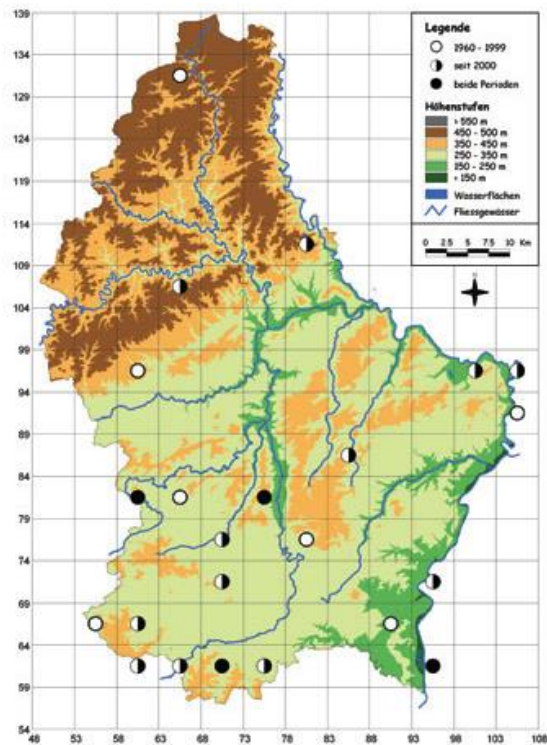 139
134
129
124
119
114
109
104
99
94
89
84
79
74
69
64
59
54
48 53 58 63 68 73 78 83 88 93 98 103 108
Legende
1960 - 1999
seit 2000
beide Perioden
Höhenstufen
> 550 m
450 - 500 m
350 - 450 m
250 - 350 m
150 - 250 m
< 150 m
Wasserflächen
Fliessgewässer
0 2.5 5 7.5 10 Km